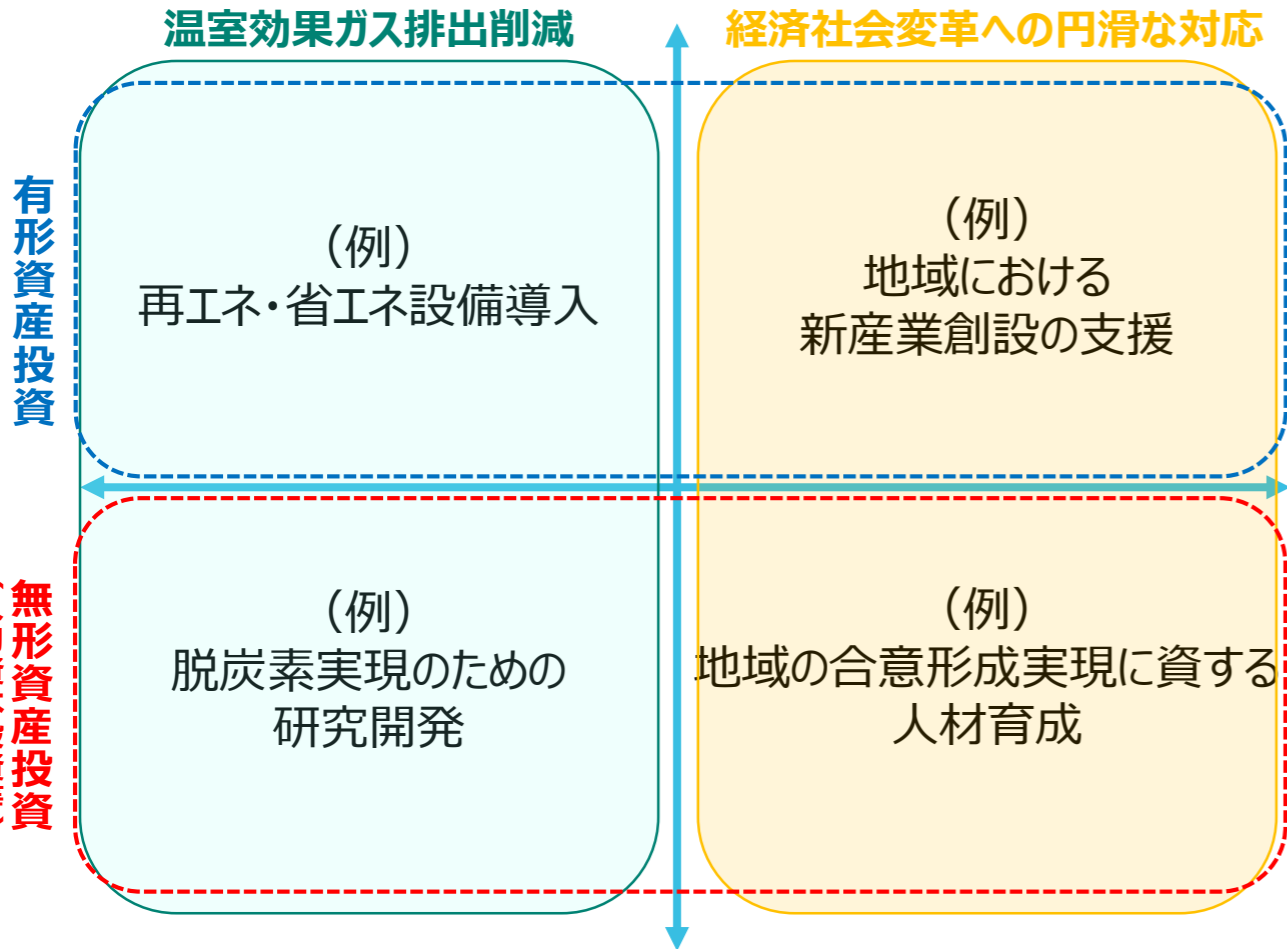 温室効果ガス排出削減
経済社会変革への円滑な対応
有形資産投資
(例)
再エネ・省エネ設備導入
(例)
地域における
新産業創設の支援
無形資産投資
(例)
脱炭素実現のための
研究開発
(例)
地域の合意形成実現に資する
人材育成